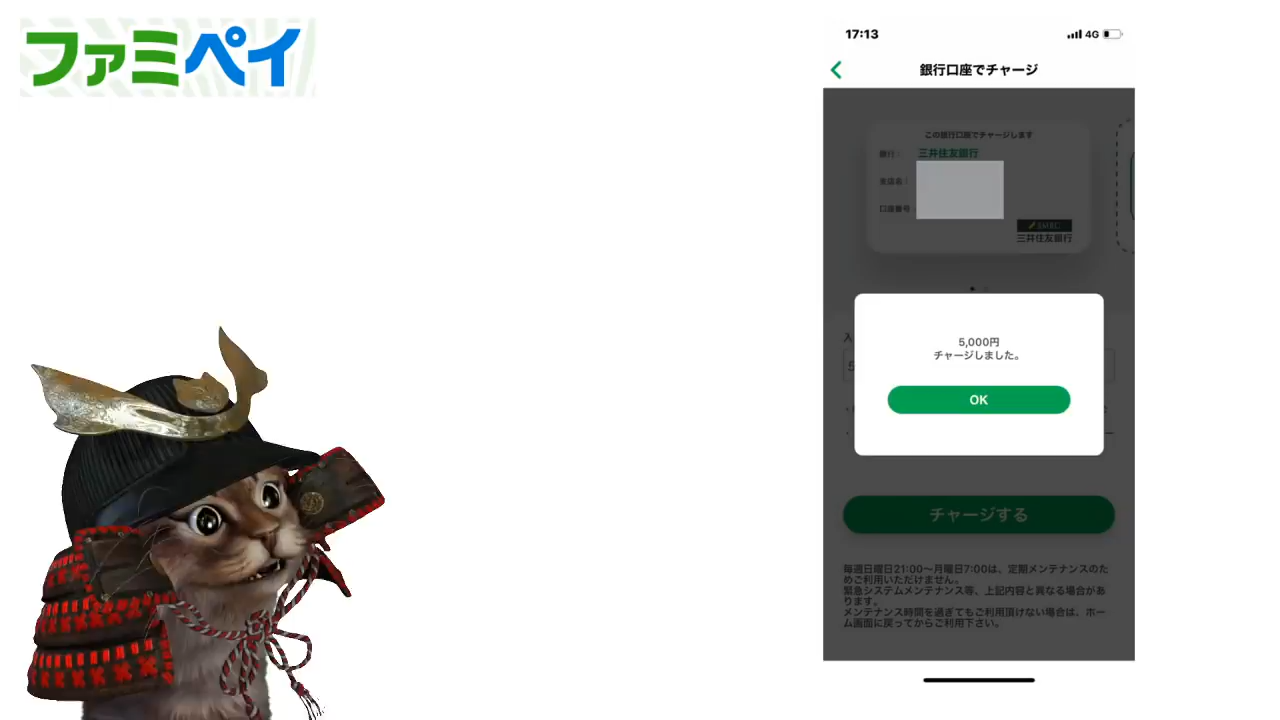 ファミペイ
17:13
4G
銀行口座でチャージ
この銀行口座でチャージします
銀行：
三井住友銀行
支店名：
口座番号
三井住友銀行
入
5
5,000円
チャージしました。
OK
チャージする
毎週日曜日21:00〜月曜日7:00は、定期メンテナンスのた
めご利用いただけません。
緊急システムメンテナンス等、上記内容と異なる場合があ
ります。
メンテナンス時間を過ぎてもご利用頂けない場合は、ホー
ム画面に戻ってからご利用下さい。